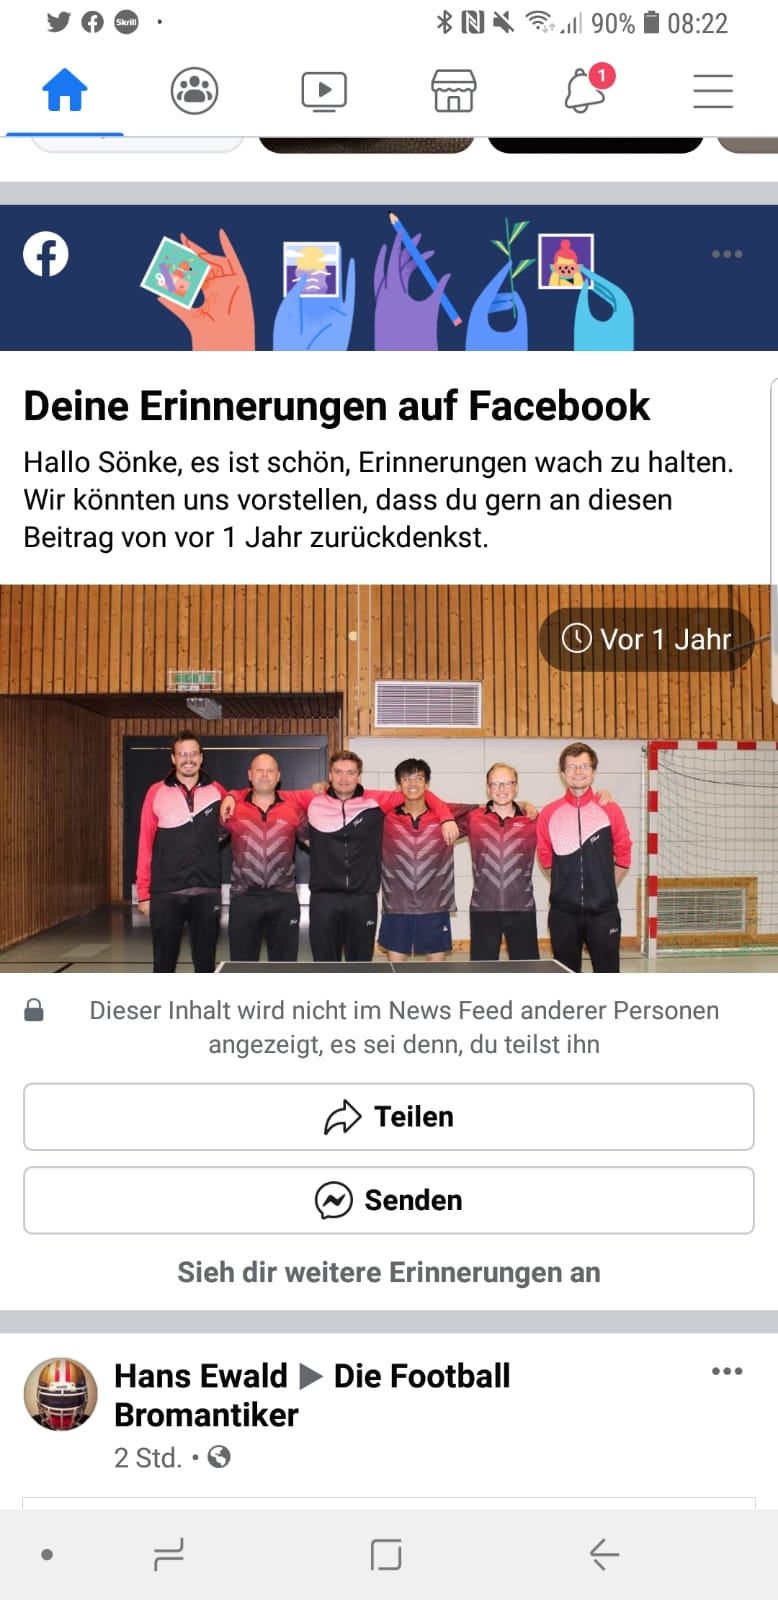 Skrill
90% 08:22
1
Deine Erinnerungen auf Facebook
Hallo Sönke, es ist schön, Erinnerungen wach zu halten.
Wir könnten uns vorstellen, dass du gern an diesen
Beitrag von vor 1 Jahr zurückdenkst.
Vor 1 Jahr
Dieser Inhalt wird nicht im News Feed anderer Personen
angezeigt, es sei denn, du teilst ihn
Teilen
Senden
Sieh dir weitere Erinnerungen an
Hans Ewald ▶ Die Football
Bromantiker
2 Std. •